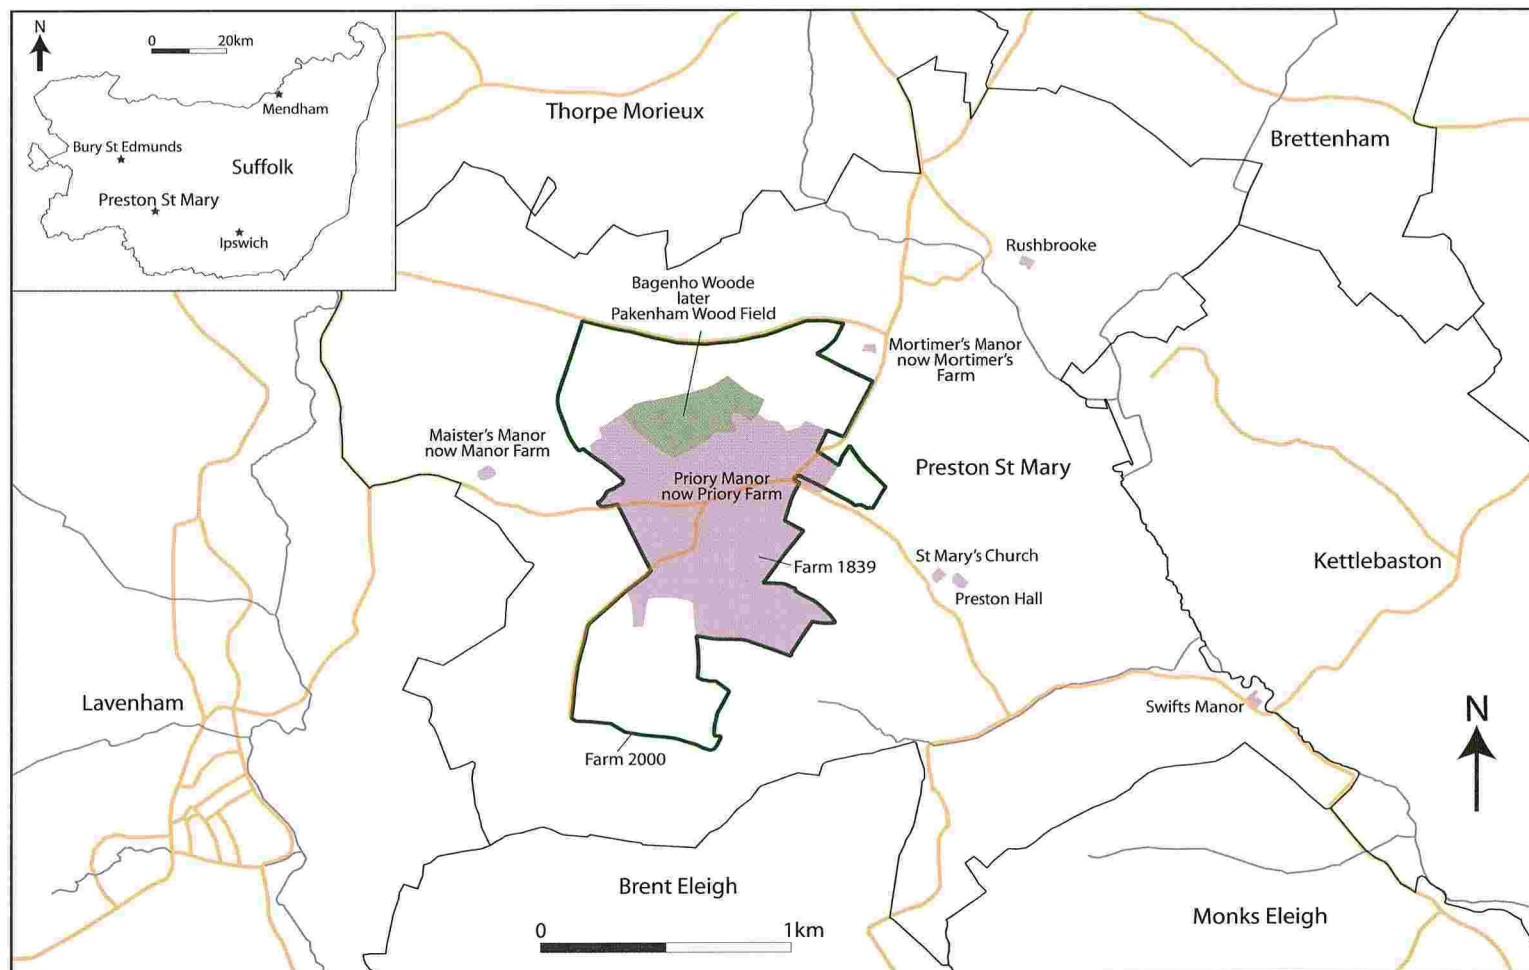 N
0 20km
Mendham
Bury St Edmunds
Suffolk
Preston St Mary
Ipswich
Thorpe Morieux
Brettenham
Rushbrooke
Bagenho Woode
later
Pakenham Wood Field
Mortimer's Manor
now Mortimer's
Farm
Maister's Manor
now Manor Farm
Preston St Mary
Priory Manor
now Priory Farm
St Mary's Church
Kettlebaston
Farm 1839
Preston Hall
Lavenham
Swifts Manor
N
Farm 2000
Brent Eleigh
Monks Eleigh
0 1km